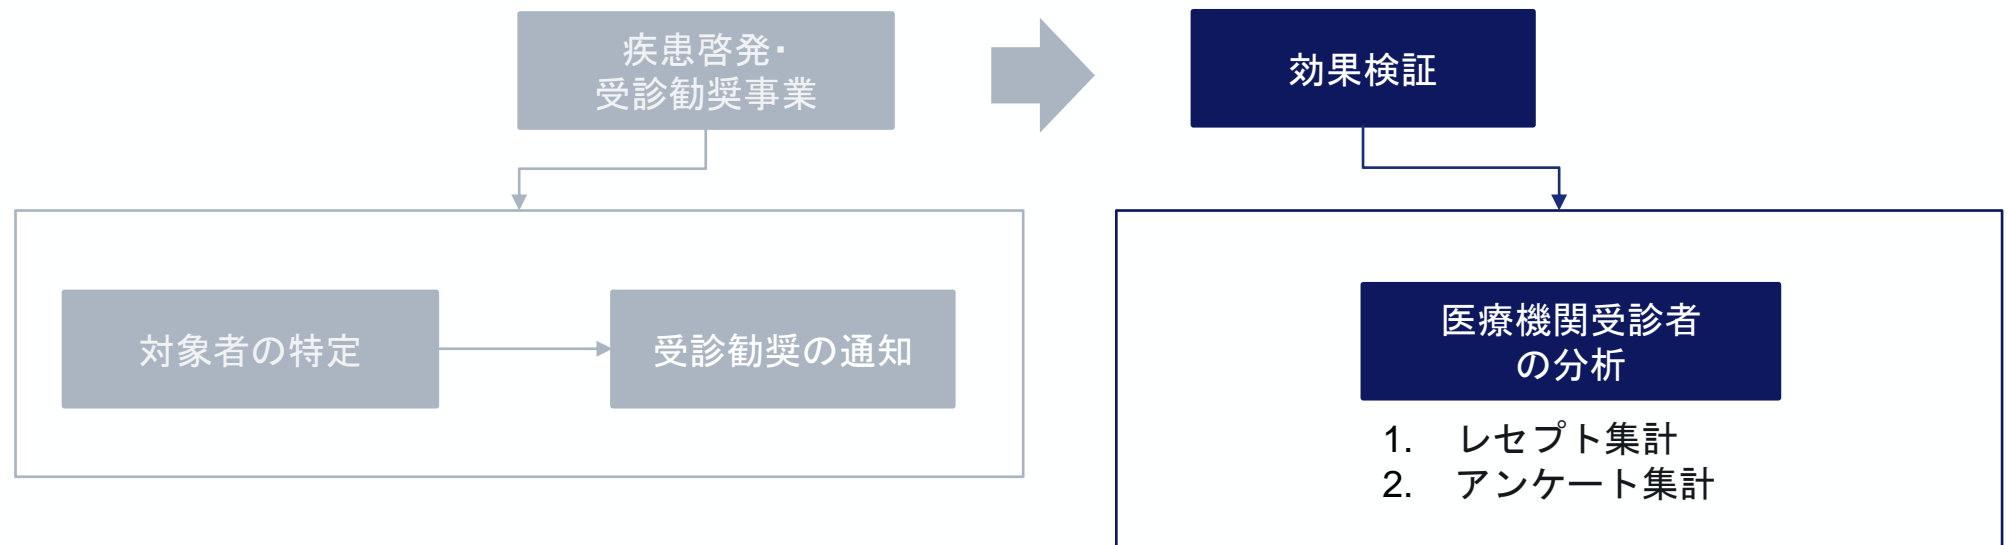 疾患啓発・
受診勧奨事業
効果検証
対象者の特定
受診勧奨の通知
医療機関受診者
の分析
1. レセプト集計
2. アンケート集計